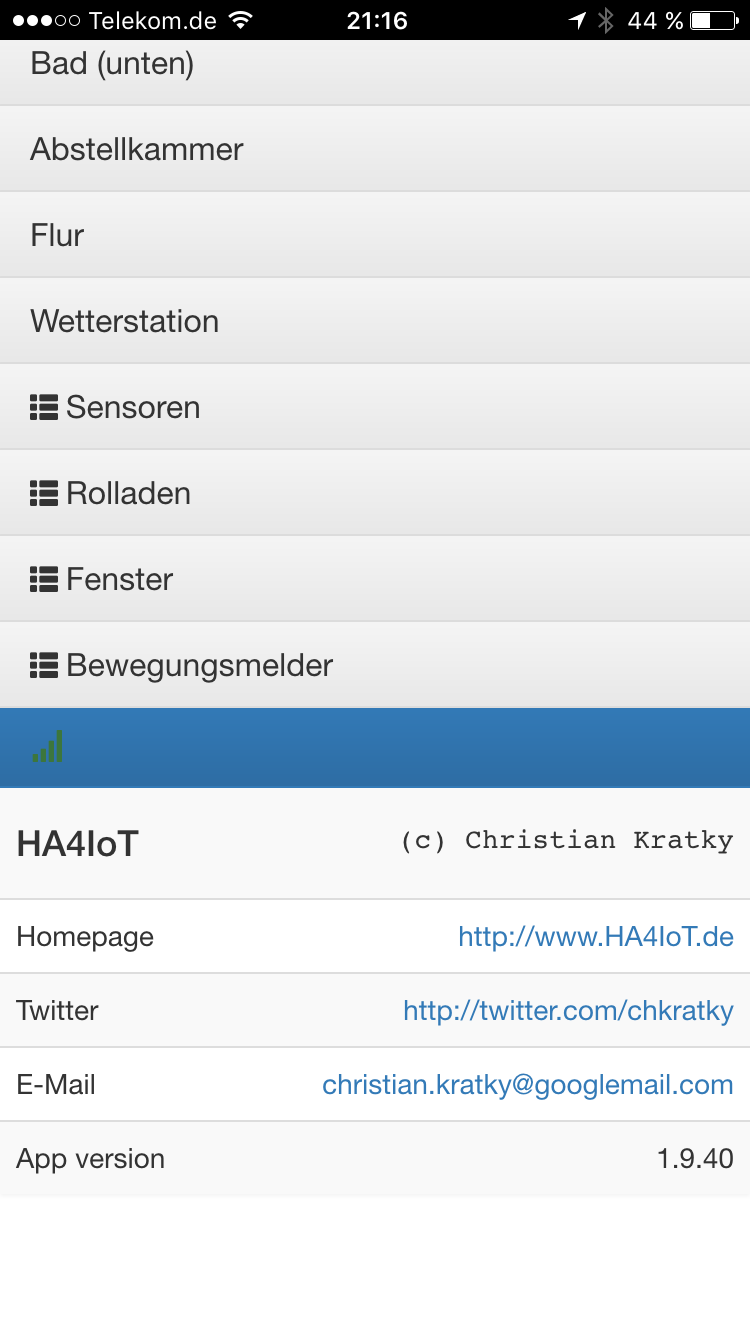 Telekom.de 21:16 44 %
Bad (unten)
Abstellkammer
Flur
Wetterstation
Sensoren
Rolladen
Fenster
Bewegungsmelder
HA4IoT (c) Christian Kratky
Homepage http://www.HA4IoT.de
Twitter http://twitter.com/chkratky
E-Mail christian.kratky@googlemail.com
App version 1.9.40